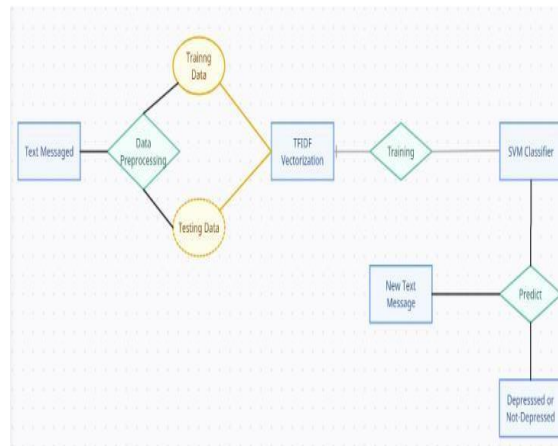 Trainng
Data
Text Messaged
Data
Preprocessing
TFIDF
Vectorization
Training
SVM Classifier
Testing Data
New Text
Message
Predict
Depresssed or
Not-Depressed